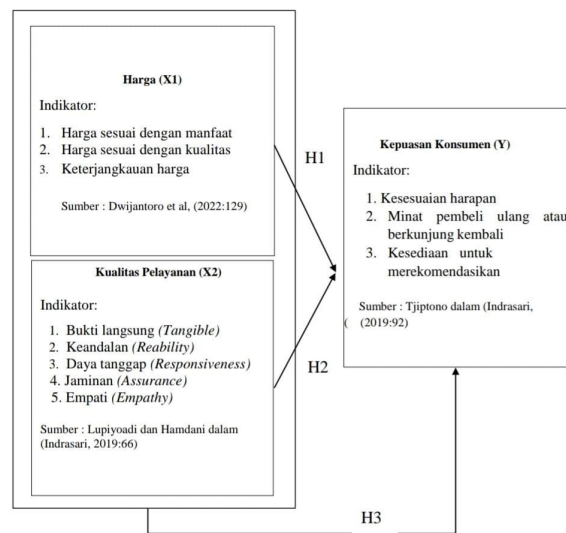 Harga (X1)
Indikator:
1. Harga sesuai dengan manfaat
2. Harga sesuai dengan kualitas
3. Keterjangkauan harga
Sumber : Dwijantoro et al, (2022:129)
Kualitas Pelayanan (X2)
Indikator:
1. Bukti langsung (Tangible)
2. Keandalan (Reability)
3. Daya tanggap (Responsiveness)
4. Jaminan (Assurance)
5. Empati (Empathy)
Sumber : Lupiyoadi dan Hamdani dalam
(Indrasari, 2019:66)
H1
H2
Kepuasan Konsumen (Y)
Indikator:
1. Kesesuaian harapan
2. Minat pembeli ulang atau
berkunjung kembali
3. Kesediaan untuk
merekomendasikan
Sumber : Tjiptono dalam (Indrasari,
( (2019:92)
H3